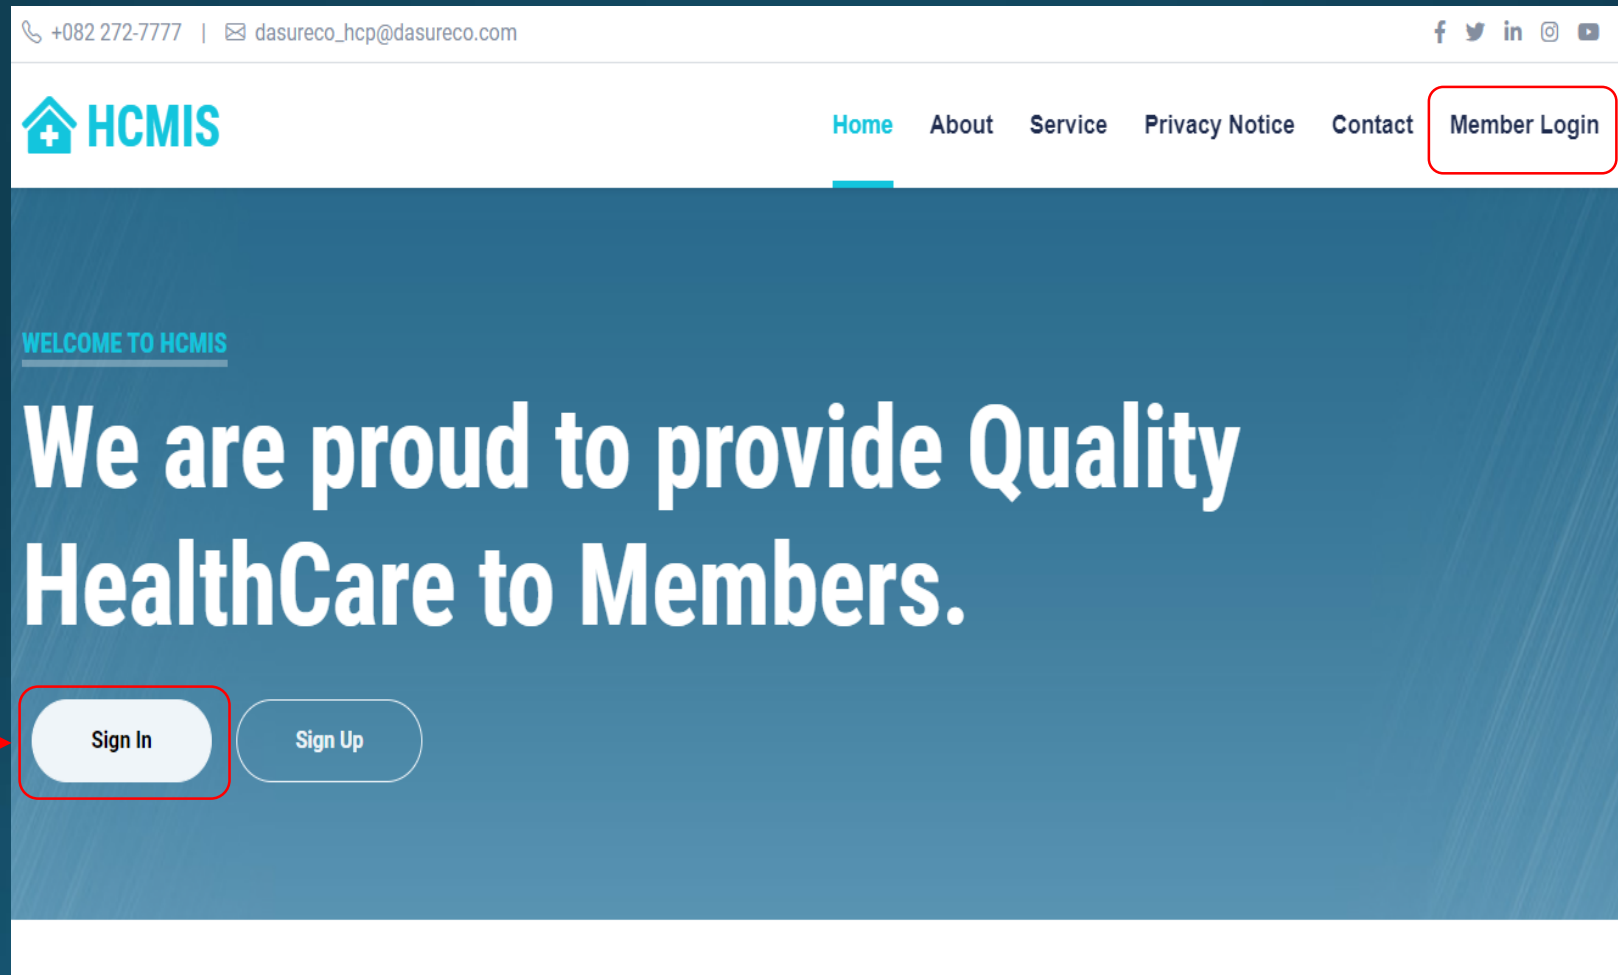 +082 272-7777 | dasureco_hcp@dasureco.com
HCMIS
Home About Service Privacy Notice Contact Member Login
WELCOME TO HCMIS
We are proud to provide Quality
HealthCare to Members.
Sign In Sign Up